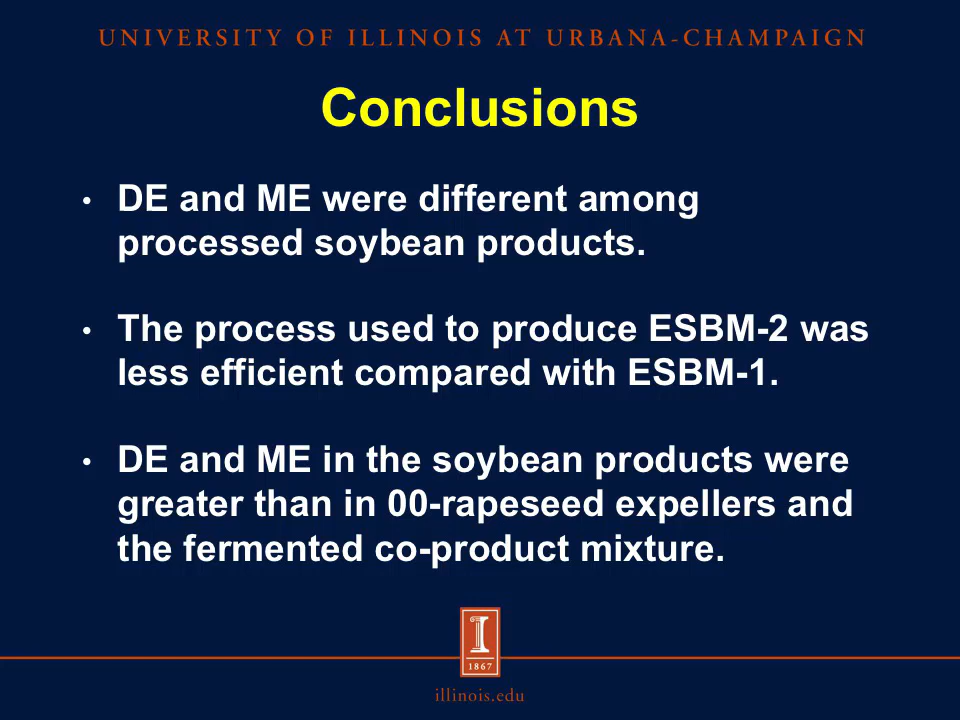 UNIVERSITY OF ILLINOIS AT URBANA-CHAMPAIGN
Conclusions
• DE and ME were different among
processed soybean products.
• The process used to produce ESBM-2 was
less efficient compared with ESBM-1.
• DE and ME in the soybean products were
greater than in 00-rapeseed expellers and
the fermented co-product mixture.
I
1867
illinois.edu